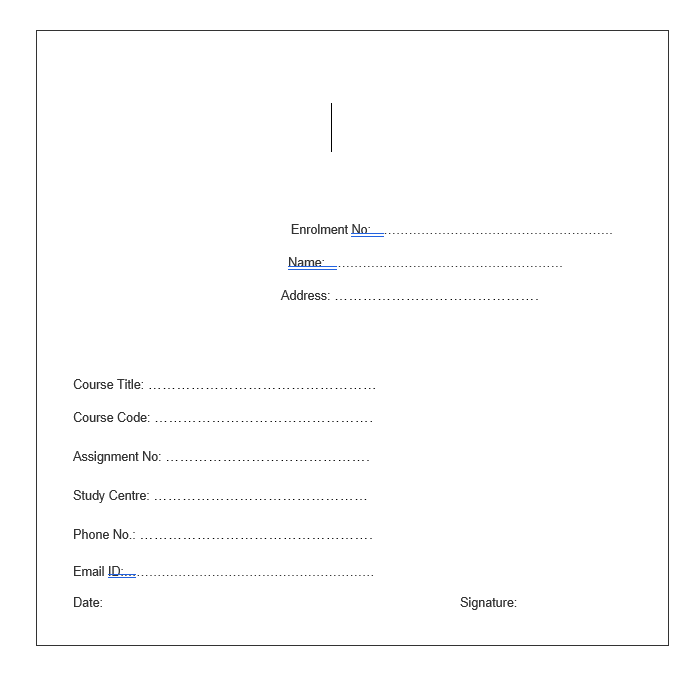 Enrolment No:......................................................
Name:......................................................
Address: …………………………………….
Course Title: …………………………………………
Course Code: ……………………………………….
Assignment No: …………………………………….
Study Centre: ………………………………………
Phone No.: ………………………………………….
Email ID:.........................................................
Date: Signature: